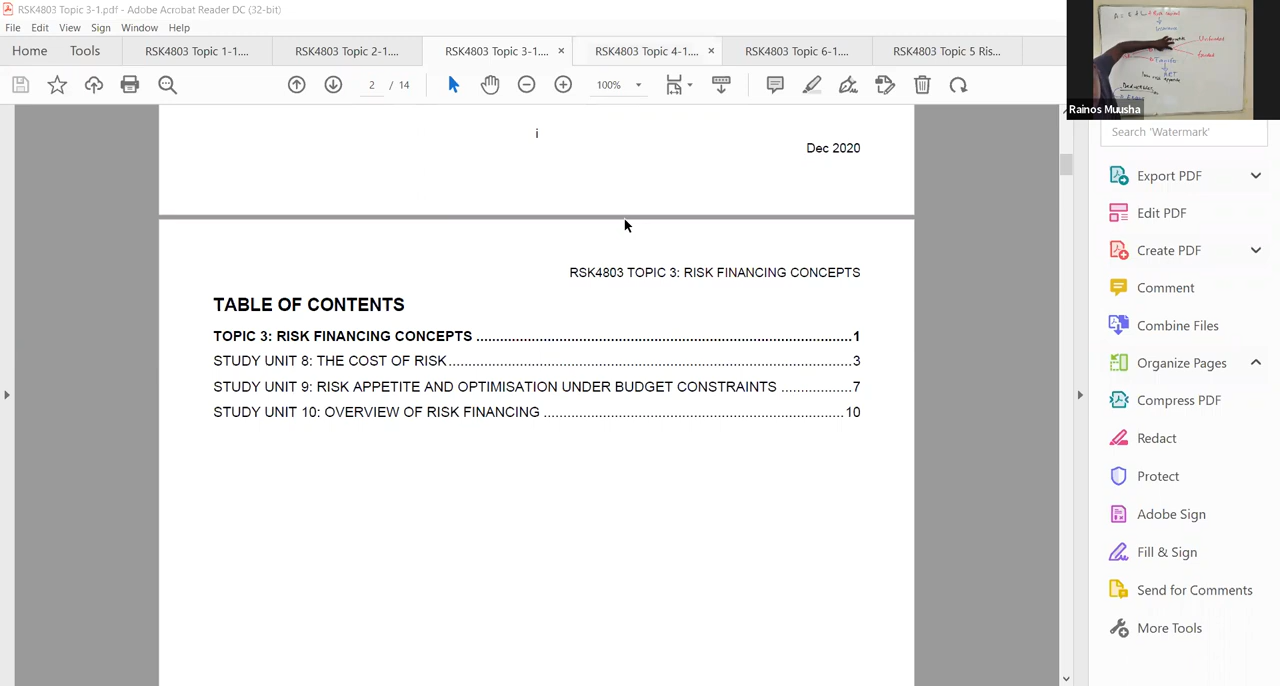 RSK4803 Topic 3-1.pdf - Adobe Acrobat Reader DC (32-bit)
File Edit View Sign Window Help
Home Tools RSK4803 Topic 1-1.... RSK4803 Topic 2-1.... RSK4803 Topic 3-1.... × RSK4803 Topic 4-1.... × RSK4803 Topic 6-1.... RSK4803 Topic 5 Ris...
2 / 14 100%
Rainos Muusha
i
Dec 2020
RSK4803 TOPIC 3: RISK FINANCING CONCEPTS
TABLE OF CONTENTS
TOPIC 3: RISK FINANCING CONCEPTS ................................................................................................1
STUDY UNIT 8: THE COST OF RISK......................................................................................................3
STUDY UNIT 9: RISK APPETITE AND OPTIMISATION UNDER BUDGET CONSTRAINTS .................7
STUDY UNIT 10: OVERVIEW OF RISK FINANCING ...........................................................................10
Search 'Watermark'
Export PDF
Edit PDF
Create PDF
Comment
Combine Files
Organize Pages
Compress PDF
Redact
Protect
Adobe Sign
Fill & Sign
Send for Comments
More Tools